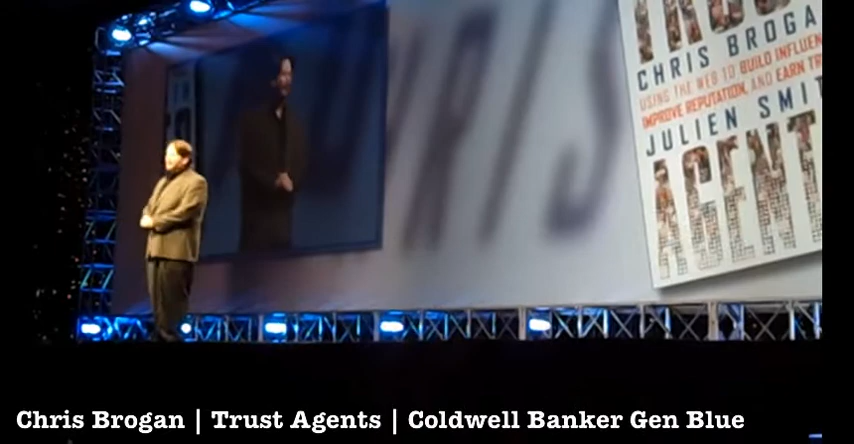 CHRIS BROGA
USING THE WEB TO BUILD INFLUEN
IMPROVE REPUTATION, AND EARN TR
JULIEN SMIT
AGENT
Chris Brogan | Trust Agents | Coldwell Banker Gen Blue